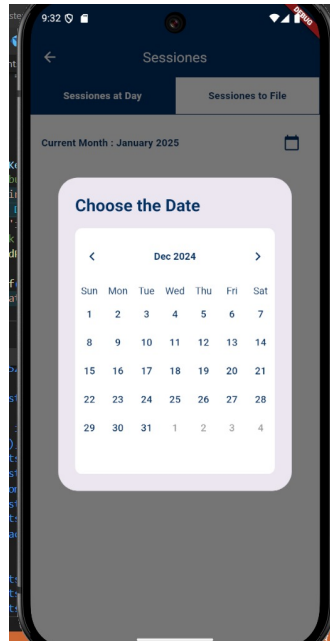 9:32
DEBUG
Sessiones
Sessiones at Day Sessiones to File
Current Month : January 2025
Choose the Date
Dec 2024
Sun Mon Tue Wed Thu Fri Sat
1 2 3 4 5 6 7
8 9 10 11 12 13 14
15 16 17 18 19 20 21
22 23 24 25 26 27 28
29 30 31 1 2 3 4